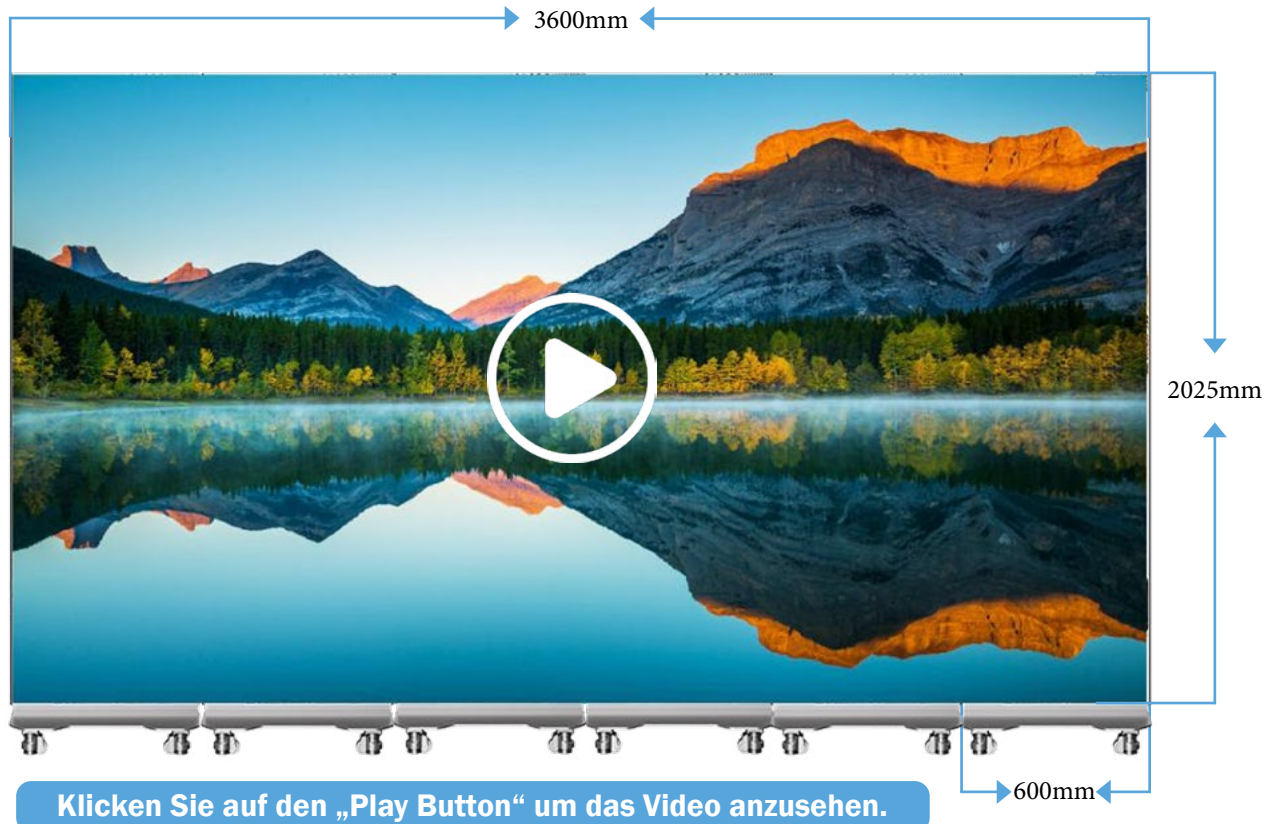 3600mm
2025mm
600mm
Klicken Sie auf den „Play Button“ um das Video anzusehen.